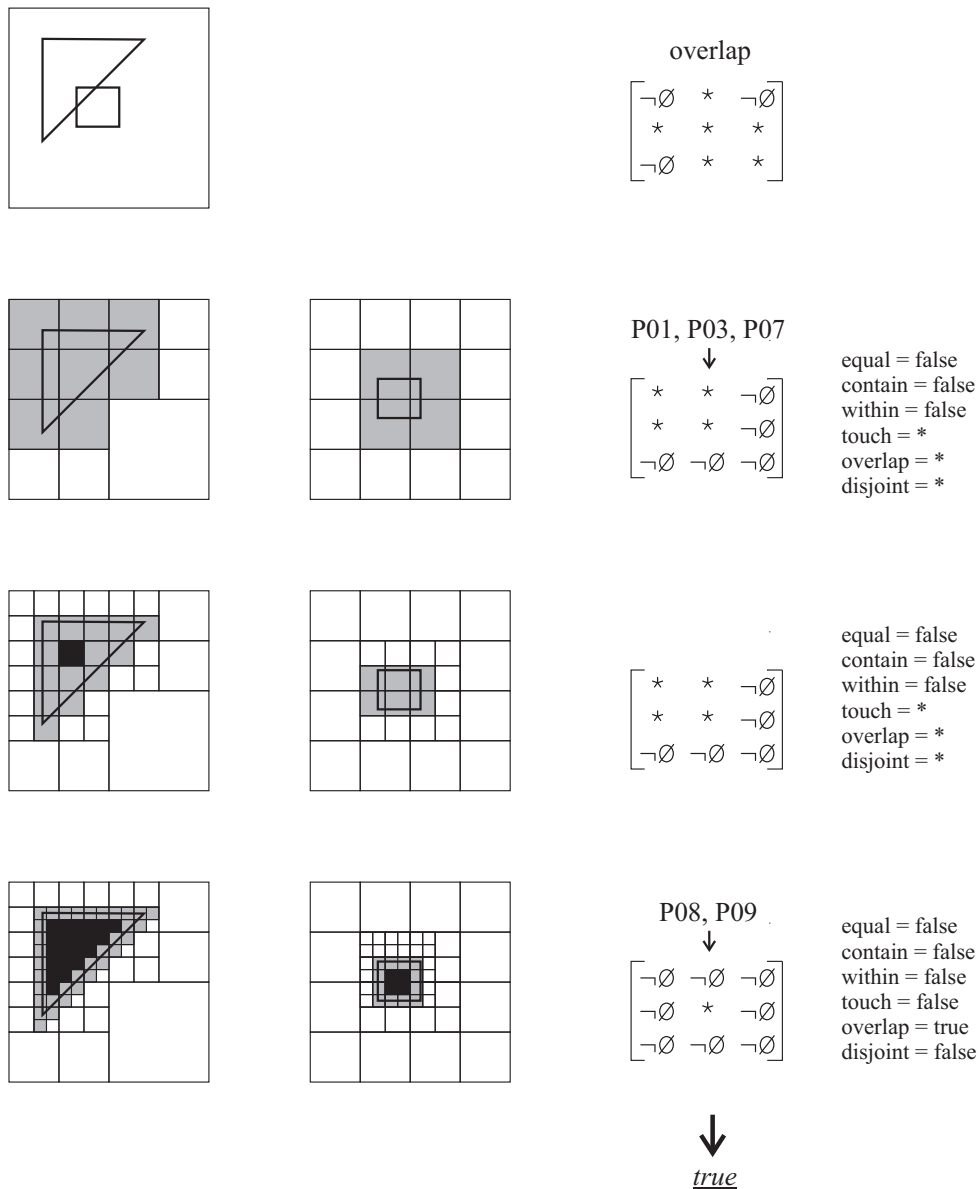 overlap
¬∅ * ¬∅
* * *
¬∅ * *
P01, P03, P07
* * ¬∅
* * ¬∅
¬∅ ¬∅ ¬∅
equal = false
contain = false
within = false
touch = *
overlap = *
disjoint = *
* * ¬∅
* * ¬∅
¬∅ ¬∅ ¬∅
equal = false
contain = false
within = false
touch = *
overlap = *
disjoint = *
P08, P09
¬∅ ¬∅ ¬∅
¬∅ * ¬∅
¬∅ ¬∅ ¬∅
equal = false
contain = false
within = false
touch = false
overlap = true
disjoint = false
true